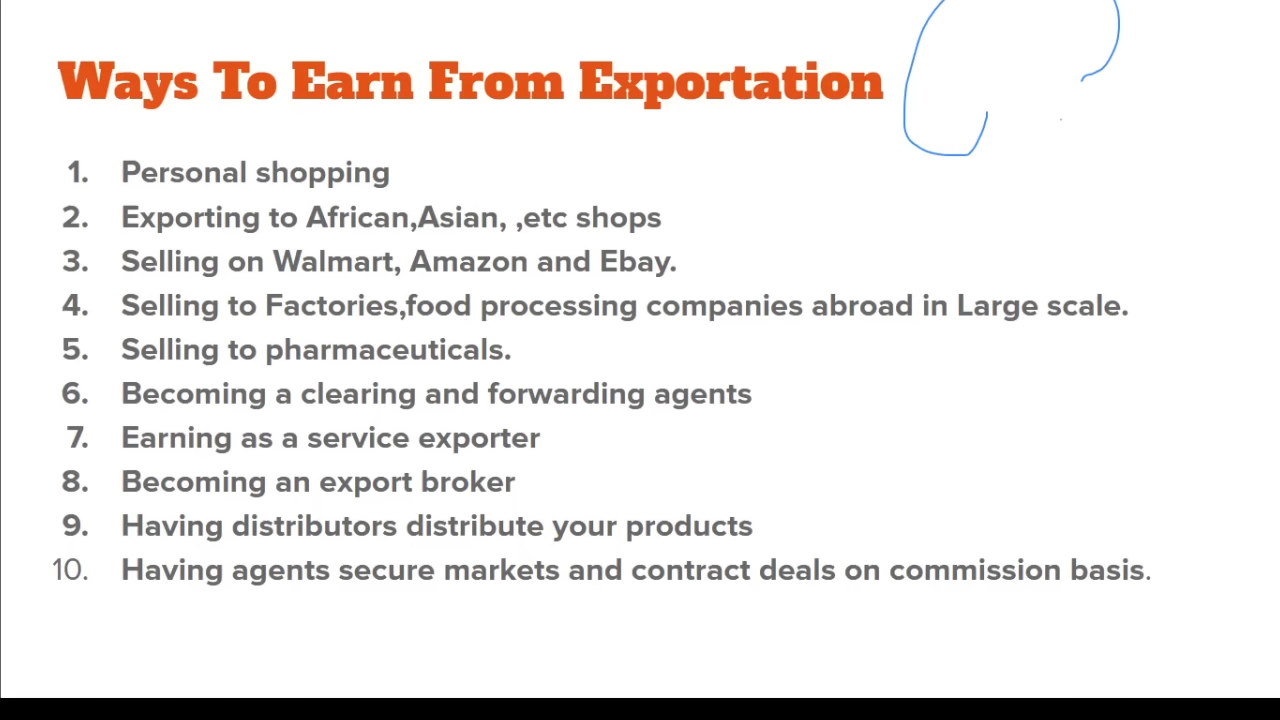 Ways To Earn From Exportation
1. Personal shopping
2. Exporting to African,Asian, ,etc shops
3. Selling on Walmart, Amazon and Ebay.
4. Selling to Factories,food processing companies abroad in Large scale.
5. Selling to pharmaceuticals.
6. Becoming a clearing and forwarding agents
7. Earning as a service exporter
8. Becoming an export broker
9. Having distributors distribute your products
10. Having agents secure markets and contract deals on commission basis.